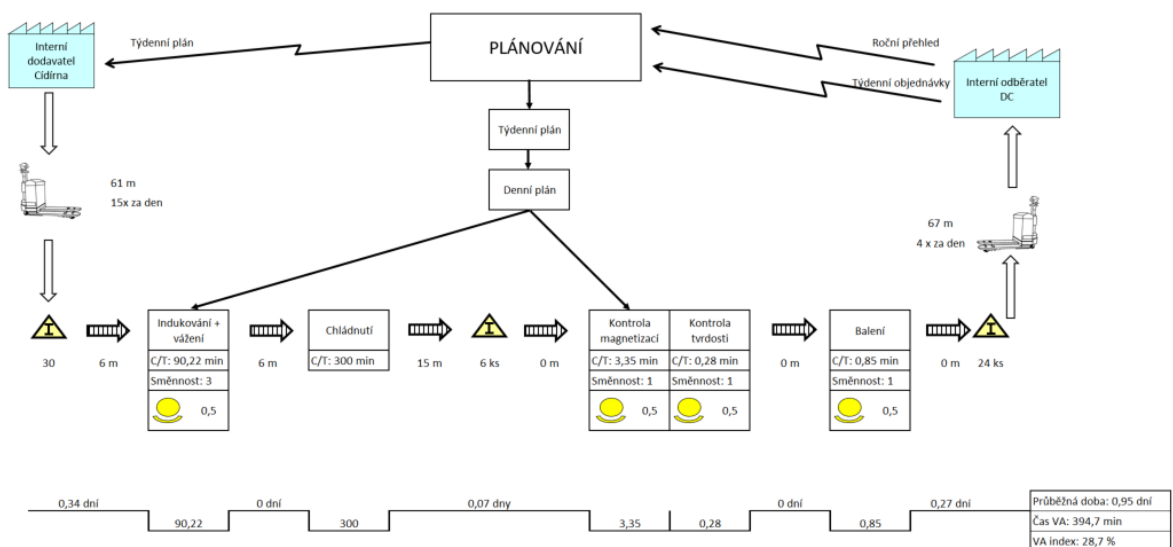 Interní
dodavatel
Cídírna
Týdenní plán
PLÁNOVÁNÍ
Roční přehled
Týdenní objednávky
Interní odběratel
DC
Týdenní plán
Denní plán
61 m
15x za den
67 m
4 x za den
I
30
6 m
Indukování +
vážení
C/T: 90,22 min
Směnnost: 3
0,5
6 m
Chládnutí
C/T: 300 min
15 m
I
6 ks
0 m
Kontrola
magnetizací
C/T: 3,35 min
Směnnost: 1
0,5
Kontrola
tvrdosti
C/T: 0,28 min
Směnnost: 1
0,5
0 m
Balení
C/T: 0,85 min
Směnnost: 1
0,5
0 m
I
24 ks
0,34 dní
90,22
0 dní
300
0,07 dny
3,35
0,28
0 dní
0,85
0,27 dní
Průběžná doba: 0,95 dní
Čas VA: 394,7 min
VA index: 28,7 %